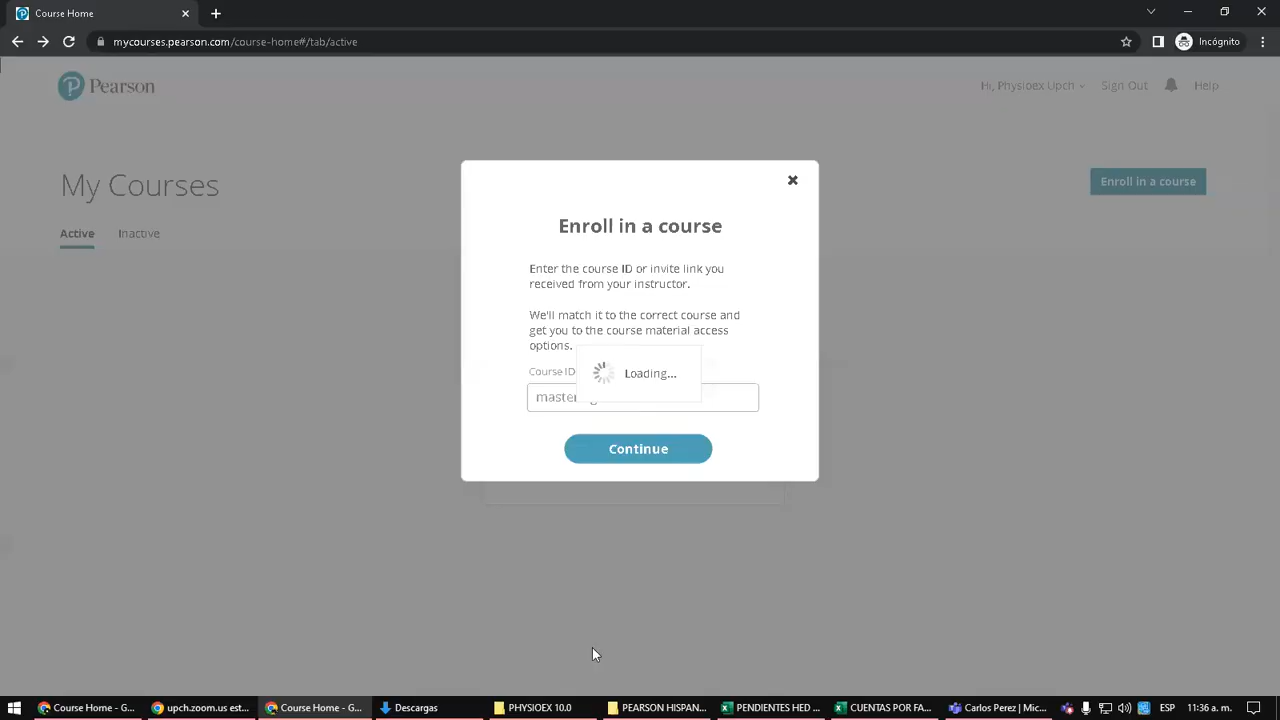 Course Home
mycourses.pearson.com/course-home#/tab/active
Incógnito
Pearson
Hi, Physioex Upch
Sign Out
Help
My Courses
Enroll in a course
Active
Inactive
Enroll in a course
Enter the course ID or invite link you
received from your instructor.
We'll match it to the correct course and
get you to the course material access
options.
Course ID
Loading...
Continue
Course Home - G...
upch.zoom.us est...
Course Home - G...
Descargas
PHYSIOEX 10.0
PEARSON HISPAN...
PENDIENTES HED ...
CUENTAS POR FA...
Carlos Perez | Mic...
ESP
11:36 a. m.